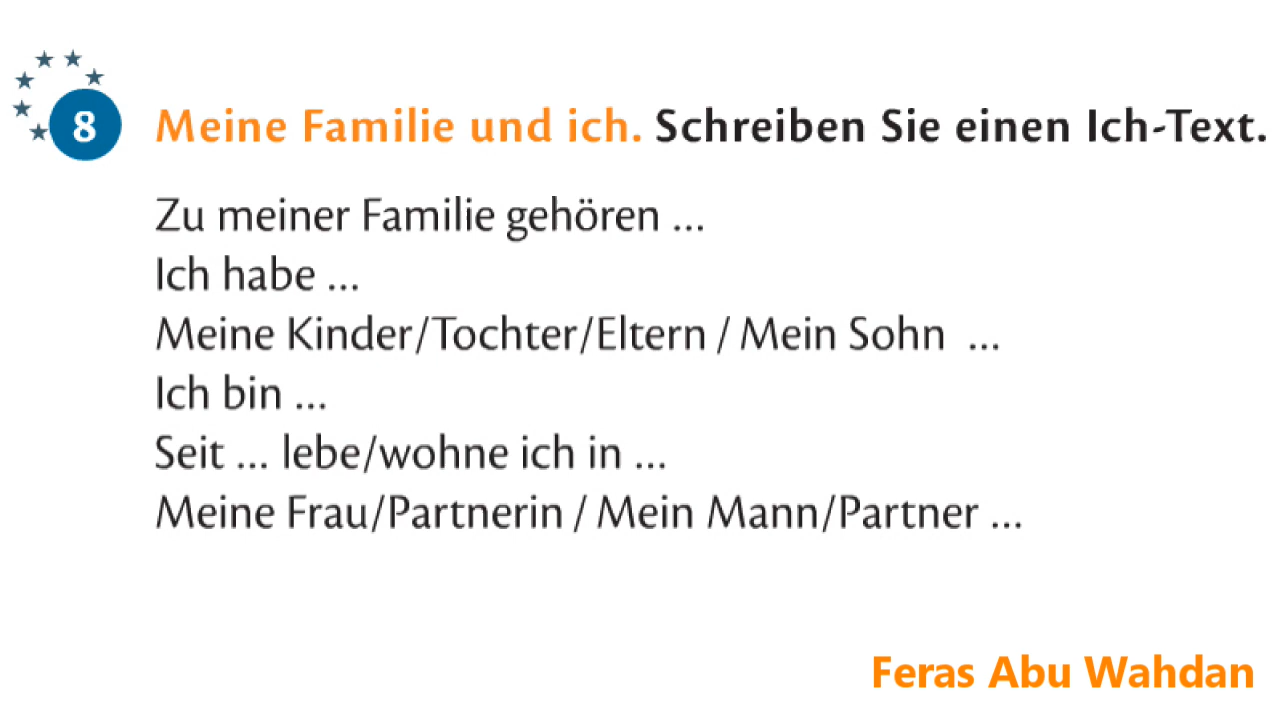 8 Meine Familie und ich. Schreiben Sie einen Ich-Text.
Zu meiner Familie gehören ...
Ich habe ...
Meine Kinder/Tochter/Eltern / Mein Sohn ...
Ich bin ...
Seit ... lebe/wohne ich in ...
Meine Frau/Partnerin / Mein Mann/Partner ...
Feras Abu Wahdan